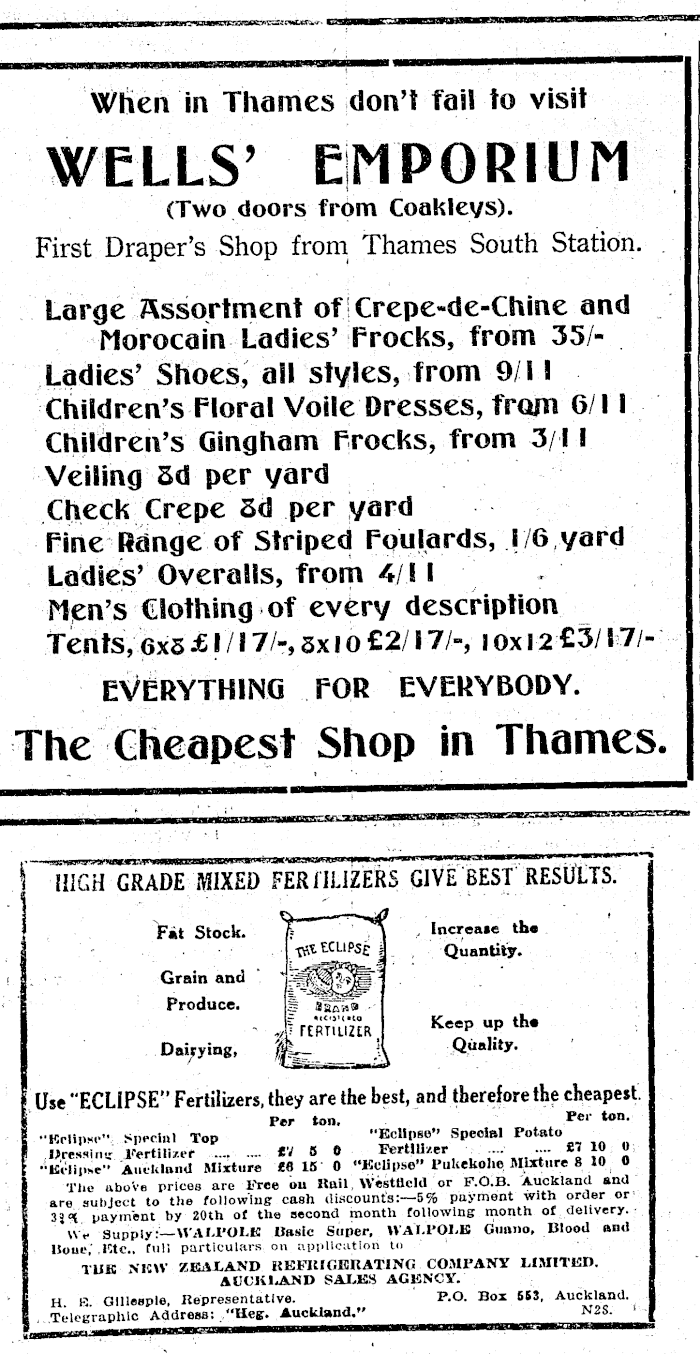 When in Thames don't fail to visit
WELLS' EMPORIUM
(Two doors from Coakleys).
First Draper's Shop from Thames South Station.
Large Assortment of Crepe-de-Chine and
Morocain Ladies' Frocks, from 35/-
Ladies' Shoes, all styles, from 9/11
Children's Floral Voile Dresses, from 6/11
Children's Gingham Frocks, from 3/11
Veiling 8d per yard
Check Crepe 8d per yard
Fine Range of Striped Foulards, 1/6 yard
Ladies' Overalls, from 4/11
Men's Clothing of every description
Tents, 6x8 £1/17/-, 8x10 £2/17/-, 10x12 £3/17/-
EVERYTHING FOR EVERYBODY.
The Cheapest Shop in Thames.
HIGH GRADE MIXED FERTILIZERS GIVE BEST RESULTS.
Fat Stock.
Grain and
Produce.
Dairying,
THE ECLIPSE
BRAND
REGISTERED
FERTILIZER
Increase the
Quantity.
Keep up the
Quality.
Use "ECLIPSE" Fertilizers, they are the best, and therefore the cheapest.
Per ton. Per ton.
"Eclipse" Special Top "Eclipse" Special Potato
Dressing Fertilizer .... .... £7 5 0 Fertilizer .... .... £7 10 0
"Eclipse" Auckland Mixture £6 15 0 "Eclipse" Pukekohe Mixture 8 10 0
The above prices are Free on Rail Westfield or F.O.B. Auckland and
are subject to the following cash discounts:—5% payment with order or
payment by 20th of the second month following month of delivery.
We Supply:—WALPOLE Basic Super, WALPOLE Guano, Blood and
Bone, Etc., full particulars on application to
THE NEW ZEALAND REFRIGERATING COMPANY LIMITED.
AUCKLAND SALES AGENCY.
H. E. Gillespie, Representative. P.O. Box 553, Auckland.
Telegraphic Address: "Heg. Auckland." N2S.